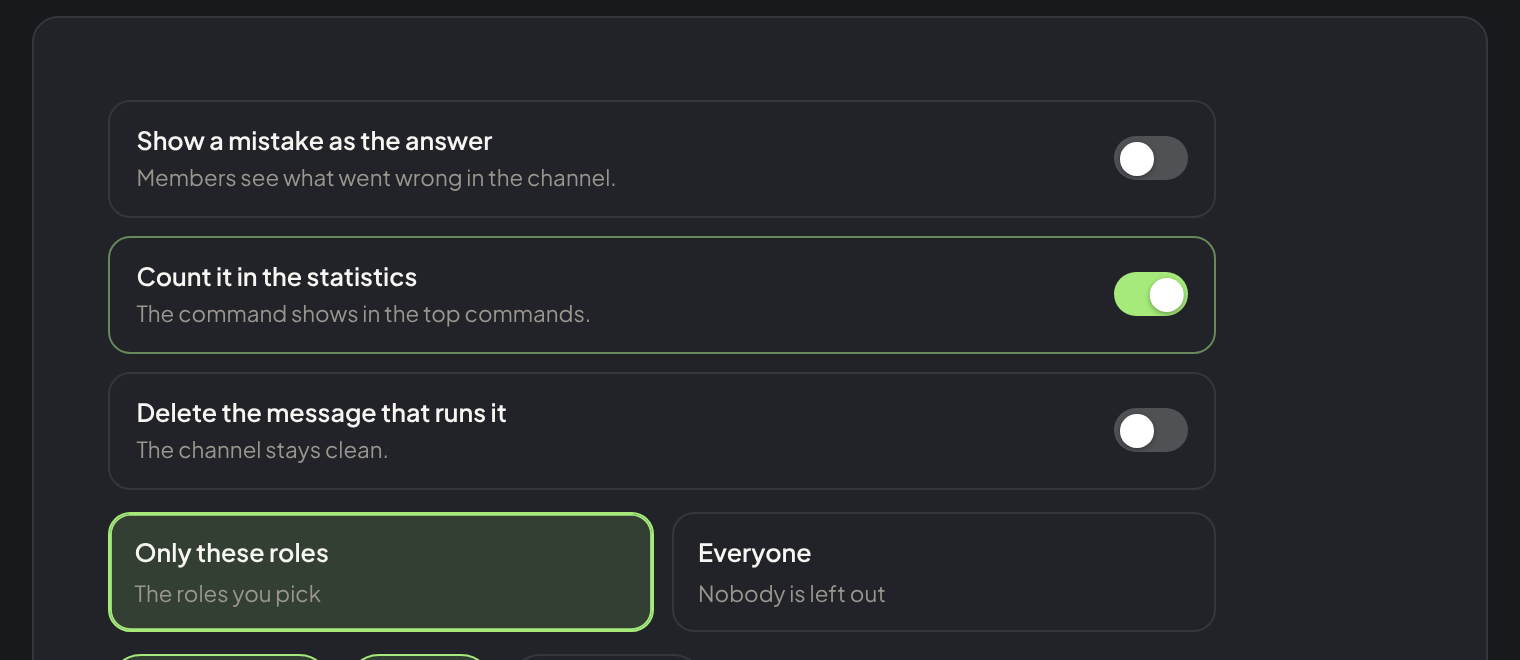 Show a mistake as the answer
Members see what went wrong in the channel.
Count it in the statistics
The command shows in the top commands.
Delete the message that runs it
The channel stays clean.
Only these roles
The roles you pick
Everyone
Nobody is left out